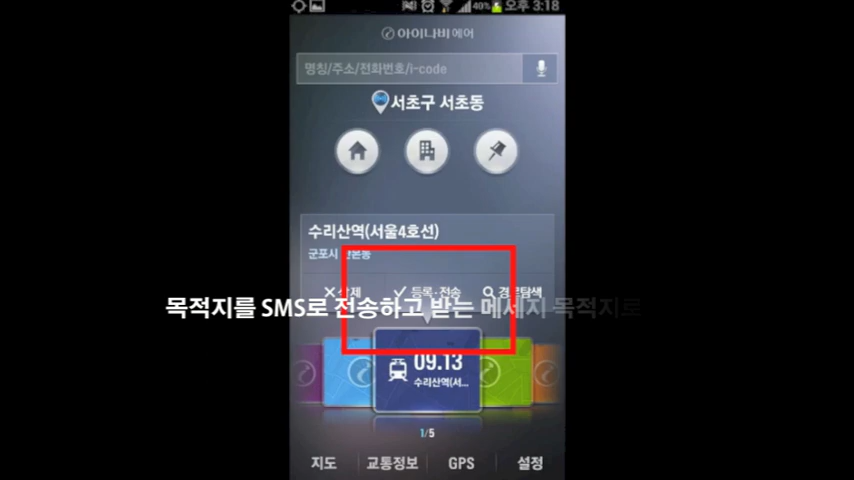 40% 오후 3:18
아이나비 에어
명칭/주소/전화번호/i-code
서초구 서초동
수리산역(서울4호선)
군포시 산본동
삭제 등록·전송 경로탐색
목적지를 SMS로 전송하고 받는 메세지 목적지로
09.13
수리산역(서...
1/5
지도 교통정보 GPS 설정